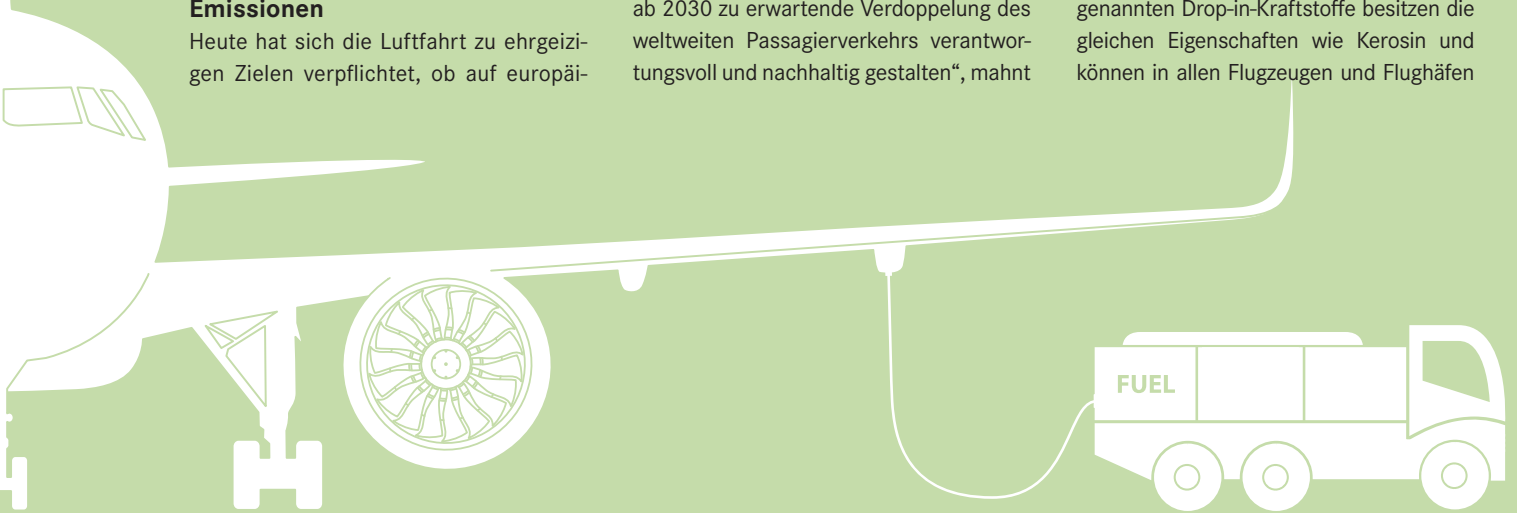 Emissionen
Heute hat sich die Luftfahrt zu ehrgeizi-
gen Zielen verpflichtet, ob auf europäi-
ab 2030 zu erwartende Verdoppelung des
weltweiten Passagierverkehrs verantwor-
tungsvoll und nachhaltig gestalten“, mahnt
genannten Drop-in-Kraftstoffe besitzen die
gleichen Eigenschaften wie Kerosin und
können in allen Flugzeugen und Flughäfen
FUEL